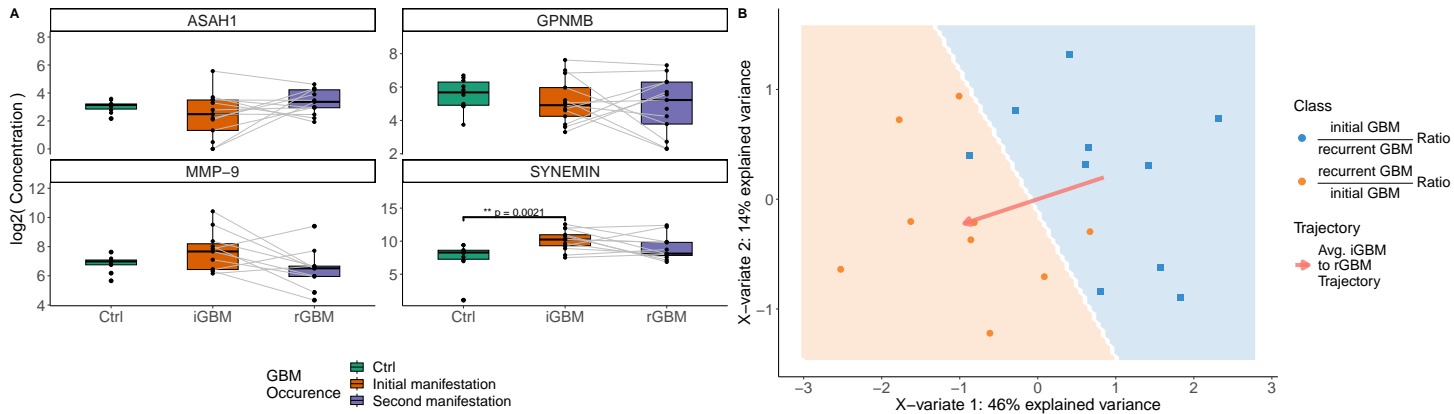 A
ASAH1
GPNMB
8
6
4
2
0
8
6
4
2
MMP−9
SYNEMIN
12
10
8
6
4
15
10
5
** p = 0.0021
log2( Concentration )
Ctrl
iGBM
rGBM
Ctrl
iGBM
rGBM
GBM
Occurence
Ctrl
Initial manifestation
Second manifestation
B
X−variate 2: 14% explained variance
1
0
−1
−3
−2
−1
0
1
2
3
X−variate 1: 46% explained variance
Class
initial GBM
recurrent GBM
Ratio
recurrent GBM
initial GBM
Ratio
Trajectory
Avg. iGBM
to rGBM
Trajectory